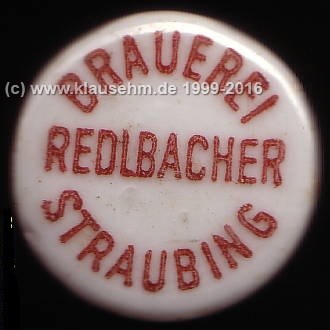 BRAUEREI
(c) www.klausehm.de 1999-2016
REDLBACHER
STRAUBING